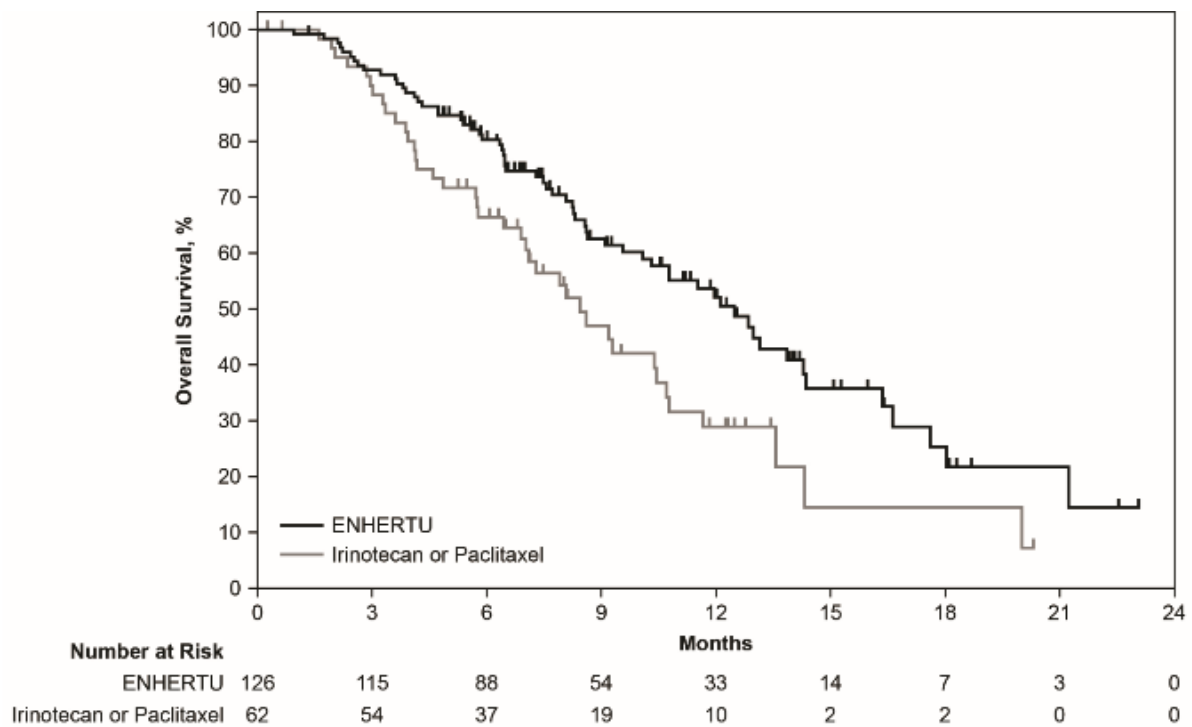 100
90
80
70
60
50
40
30
20
10
0
Overall Survival, %
ENHERTU
Irinotecan or Paclitaxel
0 3 6 9 12 15 18 21 24
Months
Number at Risk
ENHERTU 126 115 88 54 33 14 7 3 0
Irinotecan or Paclitaxel 62 54 37 19 10 2 2 0 0